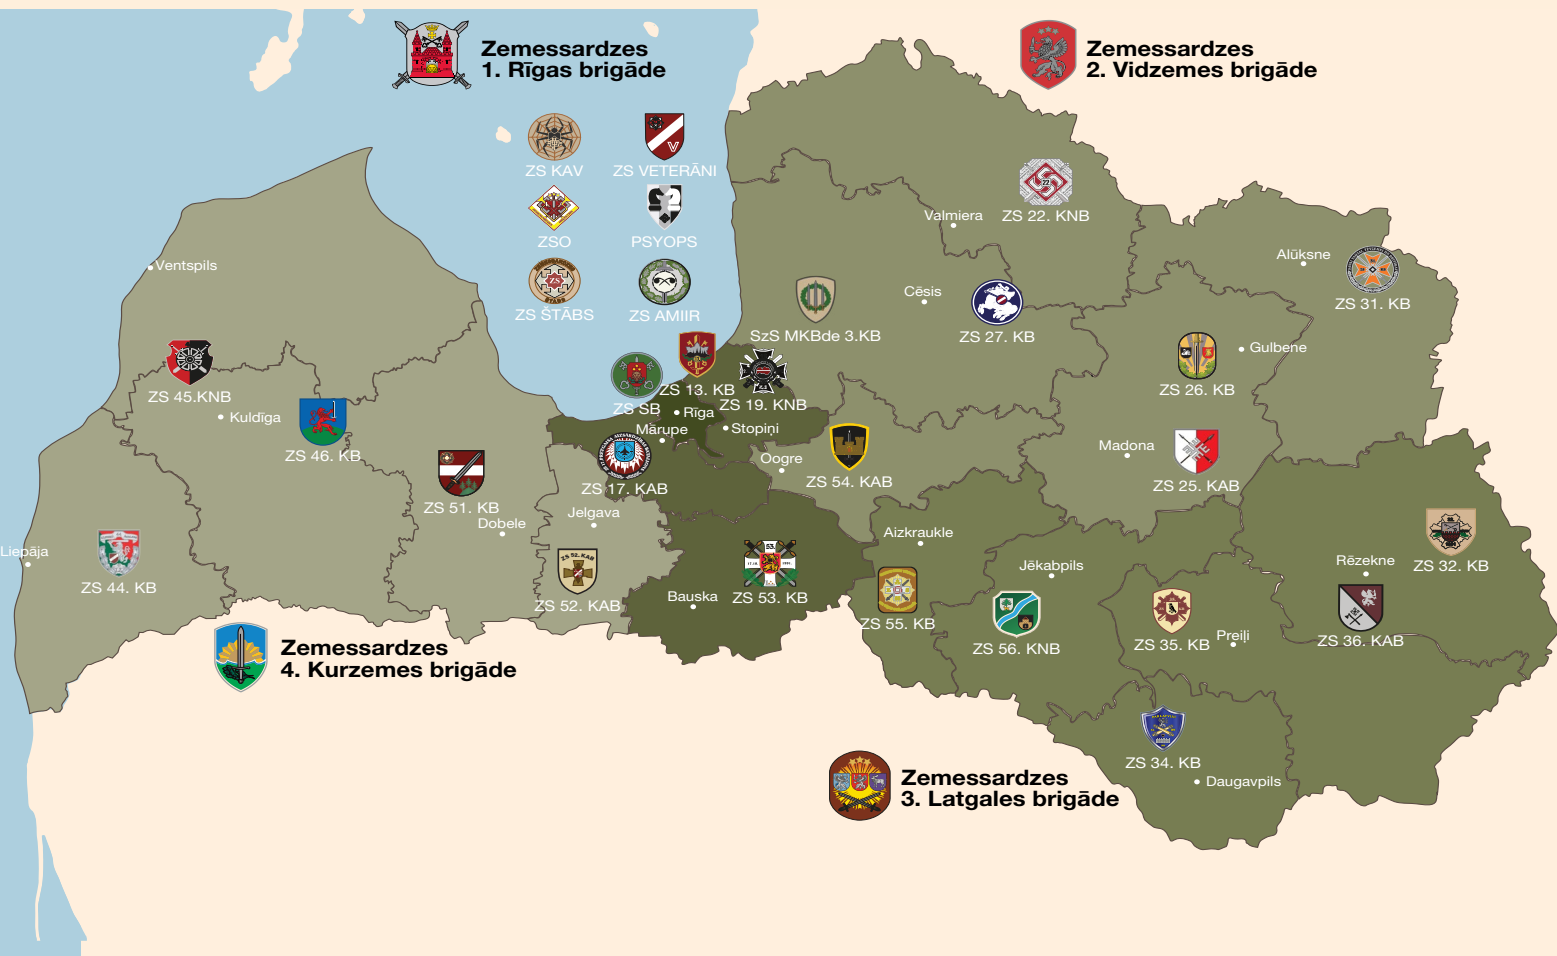 Zemessardzes
1. Rīgas brigāde
Zemessardzes
2. Vidzemes brigāde
ZS KAV
ZS VETERĀNI
ZSO
PSYOPS
ZS ŠTĀBS
ZS AMIIR
Valmiera
ZS 22. KNB
Alūksne
ZS 31. KB
Ventspils
Cēsis
SzS MKBde 3.KB
ZS 27. KB
Gulbene
ZS 26. KB
ZS 45.KNB
Kuldīga
ZS 46. KB
ZS SB
ZS 13. KB
ZS 19. KNB
Rīga
Mārupe
Stopiņi
Oogre
ZS 54. KAB
Madona
ZS 25. KAB
ZS 17. KAB
ZS 51. KB
Dobele
Jelgava
Aizkraukle
Jēkabpils
Rēzekne
ZS 32. KB
Liepāja
ZS 44. KB
ZS 52. KAB
ZS 52. KAB
Bauska
53.
ZS 53. KB
ZS 55. KB
ZS 56. KNB
ZS 35. KB
Preiļi
ZS 36. KAB
Zemessardzes
4. Kurzemes brigāde
ZS 34. KB
Daugavpils
Zemessardzes
3. Latgales brigāde